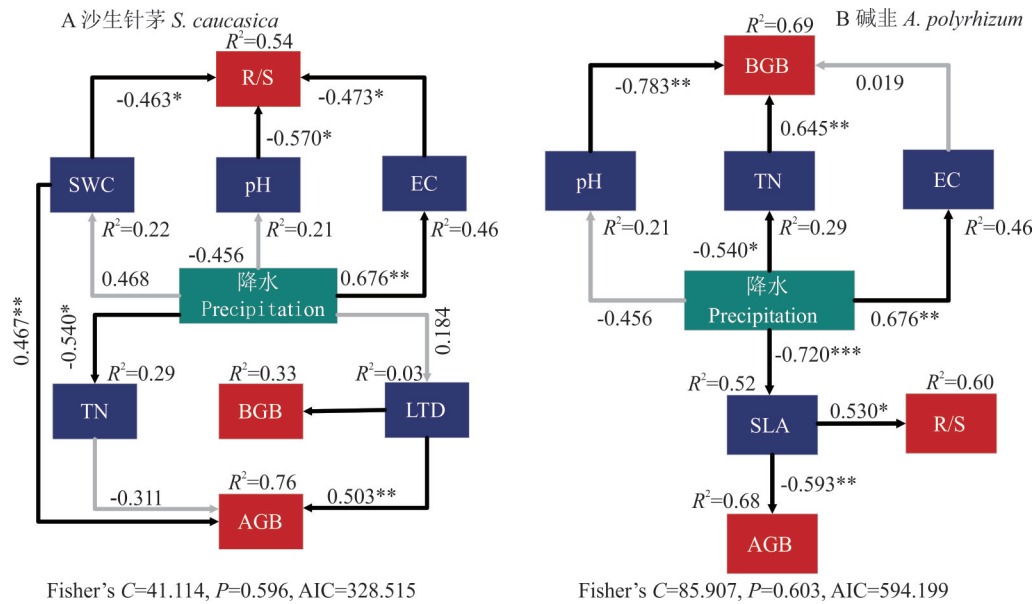 A 沙生针茅 S. caucasica
R²=0.54
R/S
-0.463*
-0.473*
-0.570*
SWC
pH
EC
R²=0.22
R²=0.21
R²=0.46
-0.456
0.468
降水
Precipitation
0.676**
0.467**
-0.540*
0.184
R²=0.29
R²=0.33
R²=0.03
TN
BGB
LTD
R²=0.76
-0.311
0.503**
AGB
Fisher's C=41.114, P=0.596, AIC=328.515
B 碱韭 A. polyrhizum
R²=0.69
BGB
-0.783**
0.019
0.645**
pH
TN
EC
R²=0.21
R²=0.29
R²=0.46
-0.540*
降水
Precipitation
-0.456
0.676**
-0.720***
R²=0.52
R²=0.60
SLA
0.530*
R/S
-0.593**
R²=0.68
AGB
Fisher's C=85.907, P=0.603, AIC=594.199